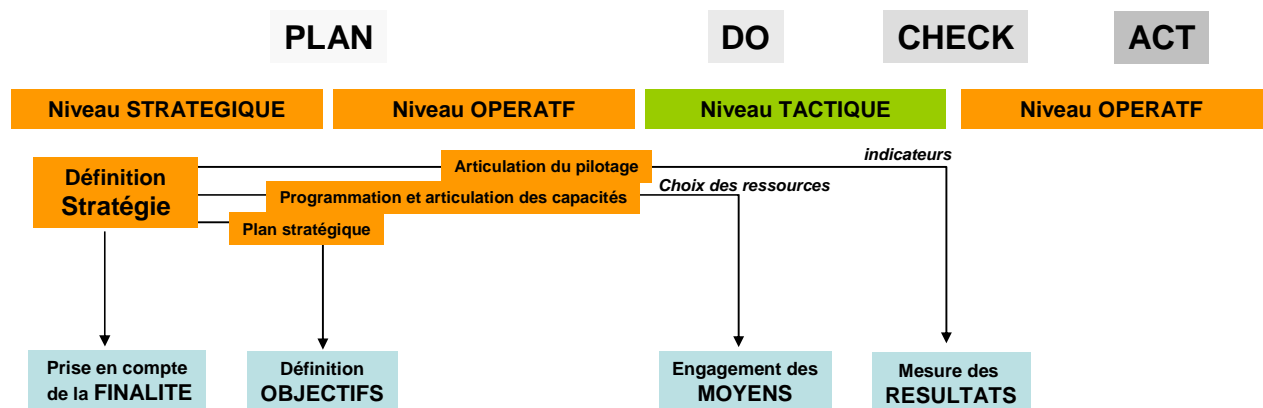 PLAN
DO
CHECK
ACT
Niveau STRATEGIQUE
Niveau OPERATF
Niveau TACTIQUE
Niveau OPERATF
Définition
Stratégie
Articulation du pilotage
indicateurs
Programmation et articulation des capacités
Choix des ressources
Plan stratégique
Prise en compte
de la FINALITE
Définition
OBJECTIFS
Engagement des
MOYENS
Mesure des
RESULTATS